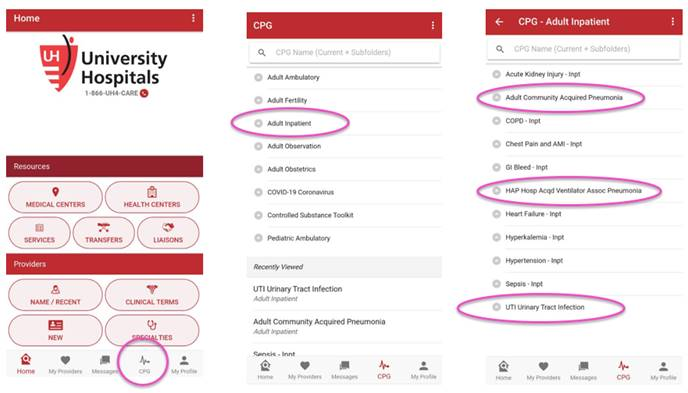 Home
UH
University
Hospitals
1-866-UH4-CARE
Resources
MEDICAL CENTERS
HEALTH CENTERS
SERVICES
TRANSFERS
LIAISONS
Providers
NAME / RECENT
CLINICAL TERMS
NEW
SPECIALTIES
Home
My Providers
Messages
CPG
My Profile
CPG
CPG Name (Current + Subfolders)
Adult Ambulatory
Adult Fertility
Adult Inpatient
Adult Observation
Adult Obstetrics
COVID-19 Coronavirus
Controlled Substance Toolkit
Pediatric Ambulatory
Recently Viewed
UTI Urinary Tract Infection
Adult Inpatient
Adult Community Acquired Pneumonia
Adult Inpatient
Sepsis - Inpt
Home
My Providers
Messages
CPG
My Profile
CPG - Adult Inpatient
CPG Name (Current + Subfolders)
Acute Kidney Injury - Inpt
Adult Community Acquired Pneumonia
COPD - Inpt
Chest Pain and AMI - Inpt
GI Bleed - Inpt
HAP Hosp Acqd Ventilator Assoc Pneumonia
Heart Failure - Inpt
Hyperkalemia - Inpt
Hypertension - Inpt
Sepsis - Inpt
UTI Urinary Tract Infection
Home
My Providers
Messages
CPG
My Profile